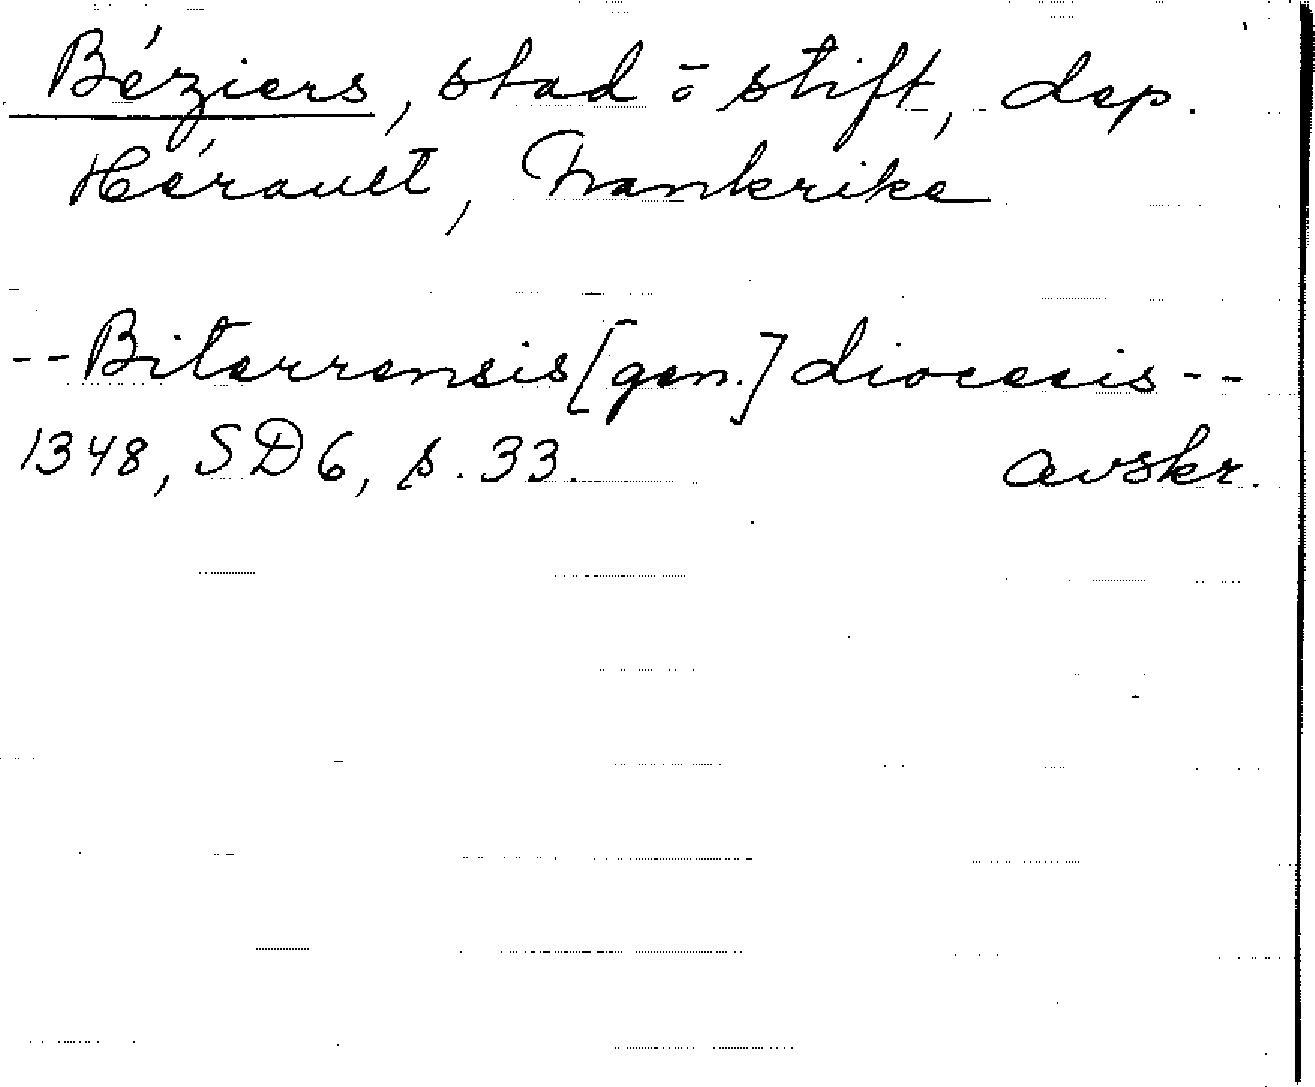 Béziers, stad o stift, dep.
Hérault, Frankrike
--Biterrensis [gen.] diocesis--
1348, SD6, s. 33. avskr.